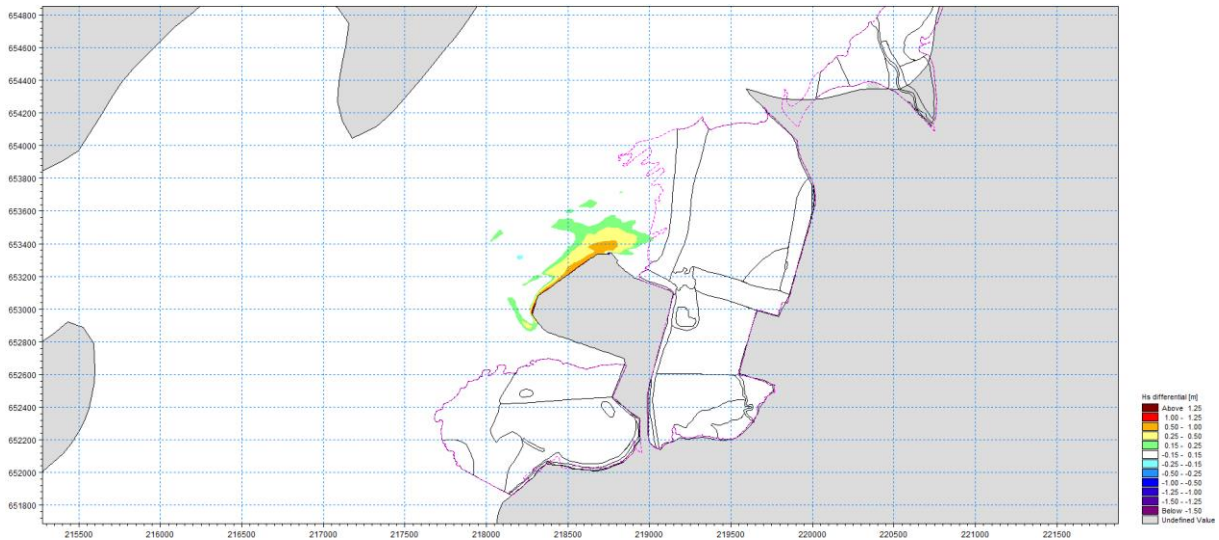 654800
654600
654400
654200
654000
653800
653600
653400
653200
653000
652800
652600
652400
652200
652000
651800
215500 216000 216500 217000 217500 218000 218500 219000 219500 220000 220500 221000 221500
Hs differential [m]
Above 1.25
1.00 - 1.25
0.50 - 1.00
0.25 - 0.50
0.15 - 0.25
-0.15 - 0.15
-0.25 - -0.15
-0.50 - -0.25
-1.00 - -0.50
-1.25 - -1.00
-1.50 - -1.25
Below -1.50
Undefined Value